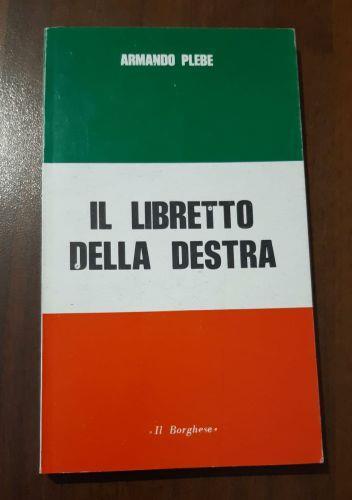 ARMANDO PLEBE
IL LIBRETTO
DELLA DESTRA
«Il Borghese»